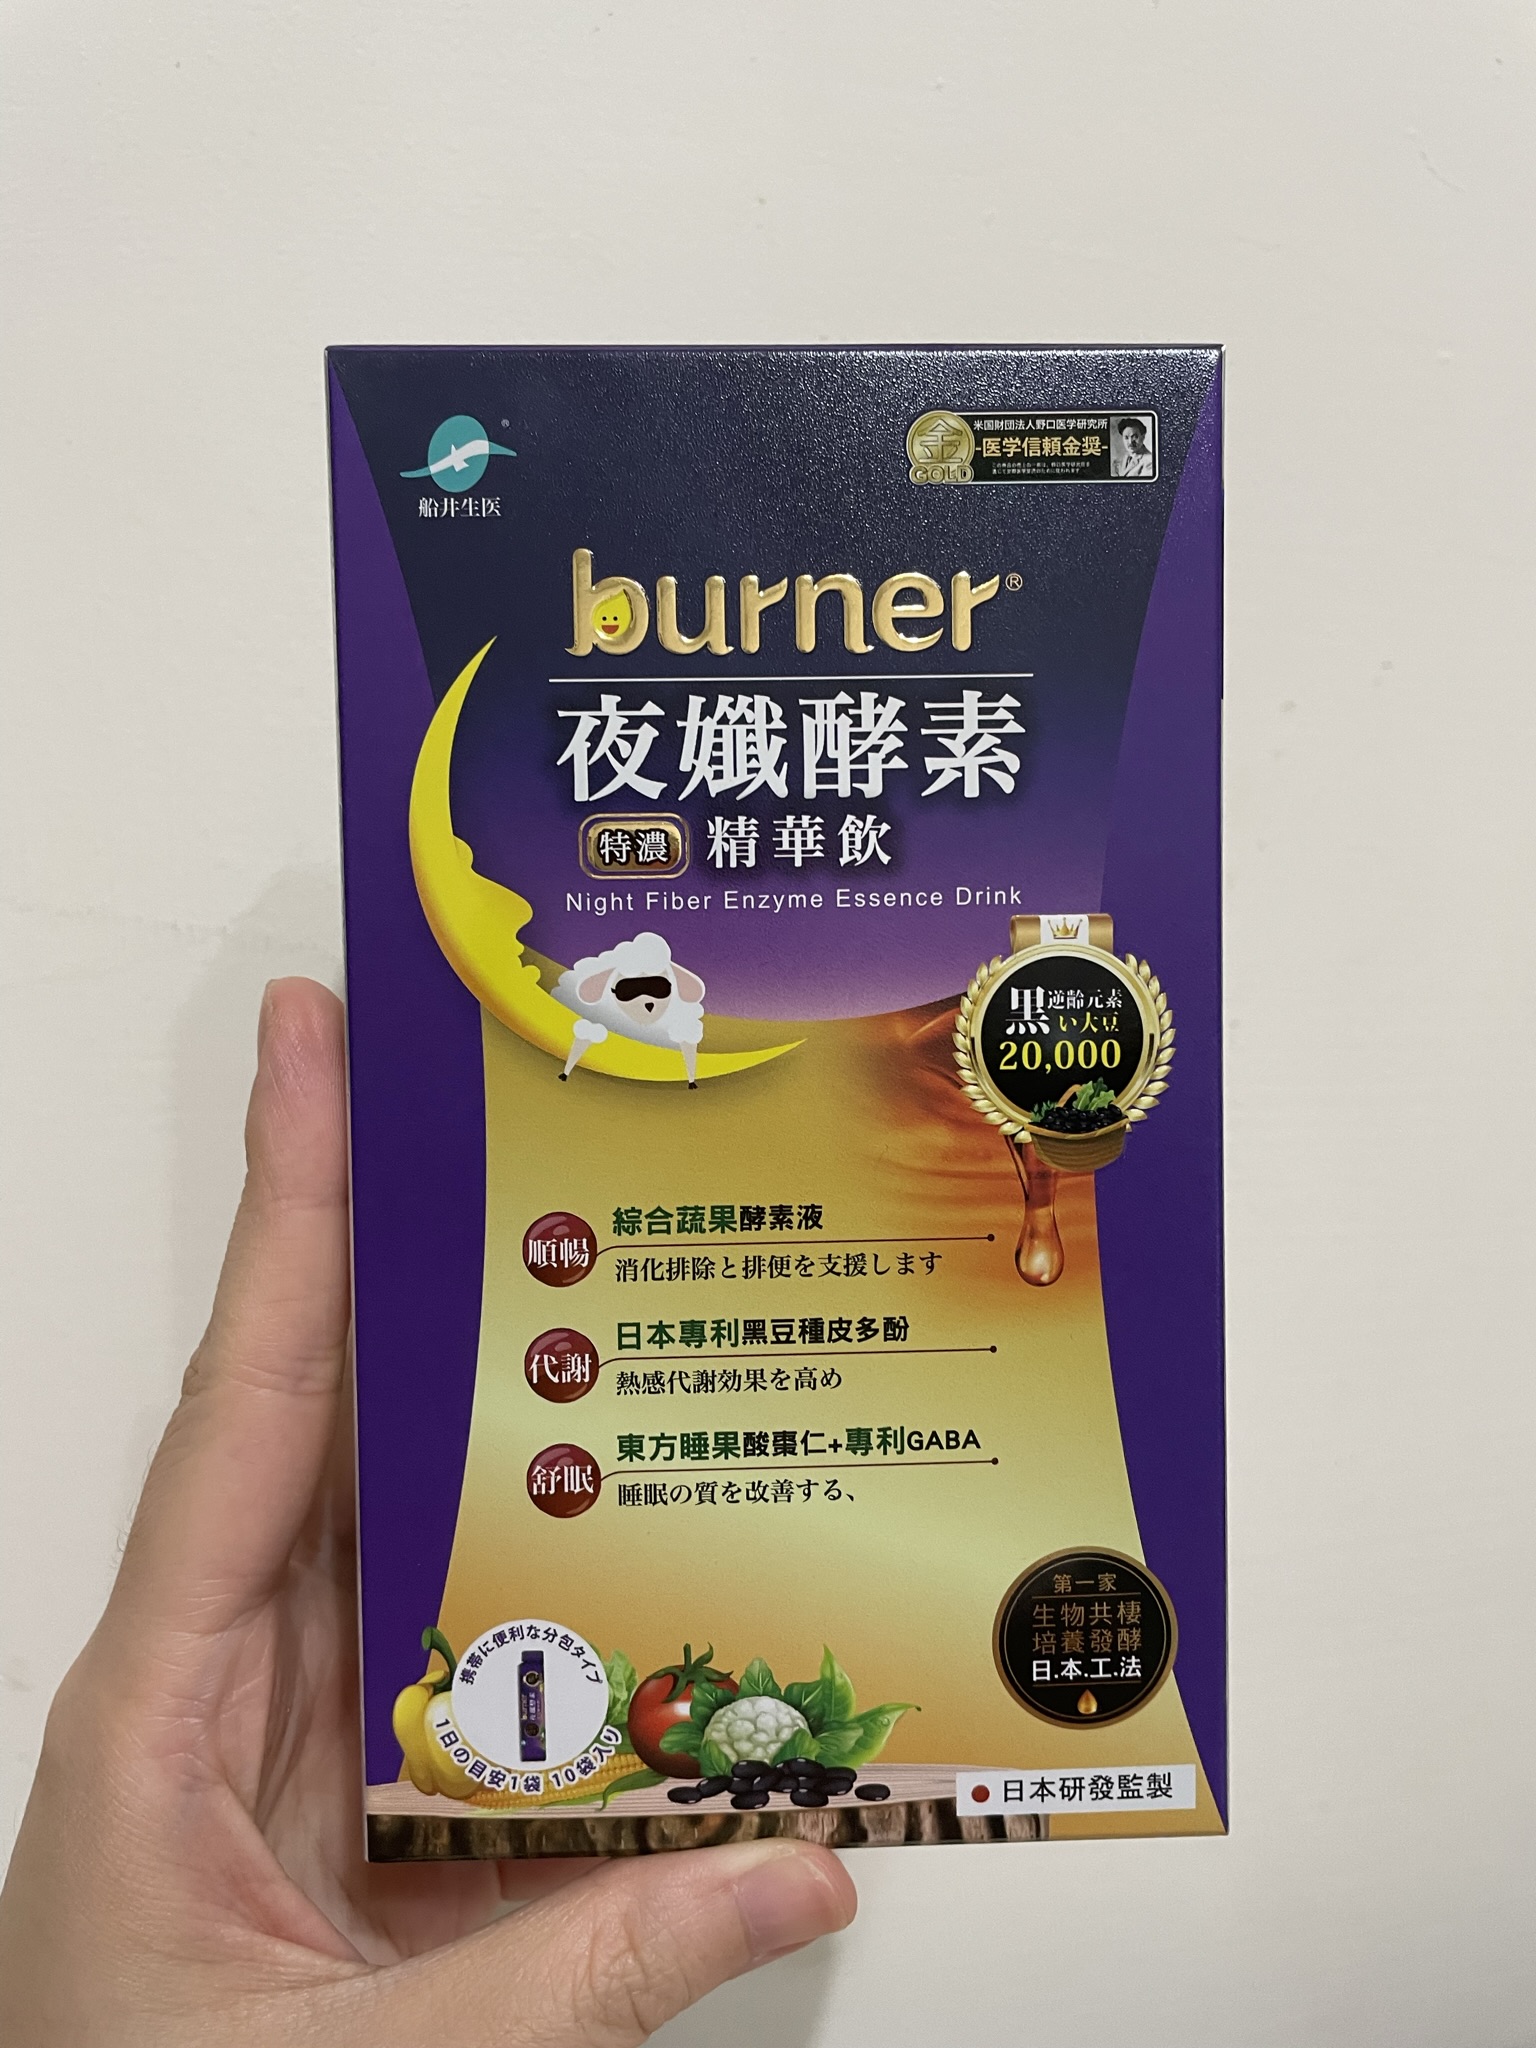 船井生医
®
金
GOLD
米国財団法人野口医学研究所
-医学信頼金奨-
burner®
夜孅酵素
特濃 精華飲
Night Fiber Enzyme Essence Drink
黒逆齡元素
い大豆
20,000
順暢
綜合蔬果酵素液
消化排除と排便を支援します
代謝
日本專利黑豆種皮多酚
熱感代謝効果を高め
舒眠
東方睡果酸棗仁+專利GABA
睡眠の質を改善する、
携帯に便利な分包タイプ
1日の目安1袋 10袋入り
第一家
生物共棲
培養發酵
日.本.工.法
日本研發監製